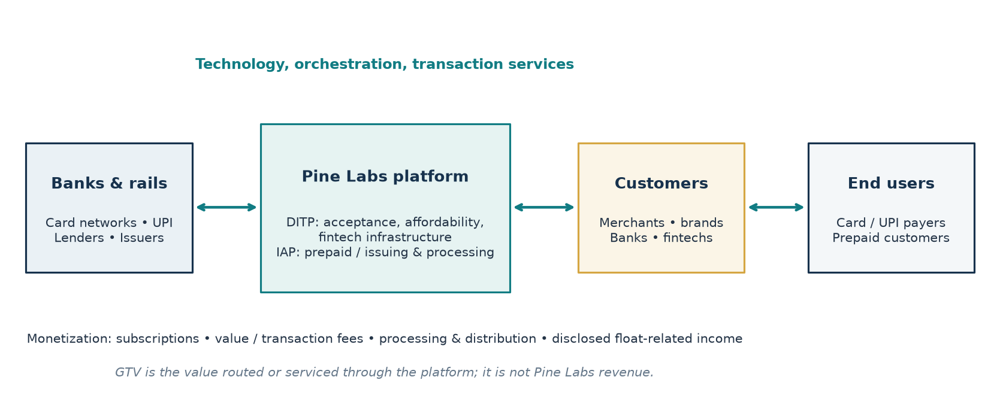 Technology, orchestration, transaction services
Banks & rails
Card networks • UPI
Lenders • Issuers
Pine Labs platform
DITP: acceptance, affordability,
fintech infrastructure
IAP: prepaid / issuing & processing
Customers
Merchants • brands
Banks • fintechs
End users
Card / UPI payers
Prepaid customers
Monetization: subscriptions • value / transaction fees • processing & distribution • disclosed float-related income
GTV is the value routed or serviced through the platform; it is not Pine Labs revenue.